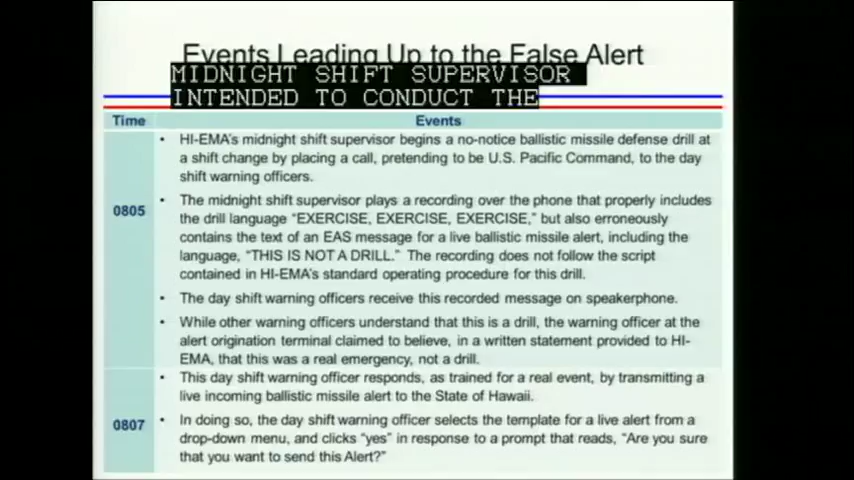 Events Leading Up to the False Alert
MIDNIGHT SHIFT SUPERVISOR
INTENDED TO CONDUCT THE
Time Events
0805
• HI-EMA's midnight shift supervisor begins a no-notice ballistic missile defense drill at
a shift change by placing a call, pretending to be U.S. Pacific Command, to the day
shift warning officers.
• The midnight shift supervisor plays a recording over the phone that properly includes
the drill language “EXERCISE, EXERCISE, EXERCISE,” but also erroneously
contains the text of an EAS message for a live ballistic missile alert, including the
language, “THIS IS NOT A DRILL.” The recording does not follow the script
contained in HI-EMA's standard operating procedure for this drill.
• The day shift warning officers receive this recorded message on speakerphone.
• While other warning officers understand that this is a drill, the warning officer at the
alert origination terminal claimed to believe, in a written statement provided to HI-
EMA, that this was a real emergency, not a drill.
0807
• This day shift warning officer responds, as trained for a real event, by transmitting a
live incoming ballistic missile alert to the State of Hawaii.
• In doing so, the day shift warning officer selects the template for a live alert from a
drop-down menu, and clicks “yes” in response to a prompt that reads, “Are you sure
that you want to send this Alert?”